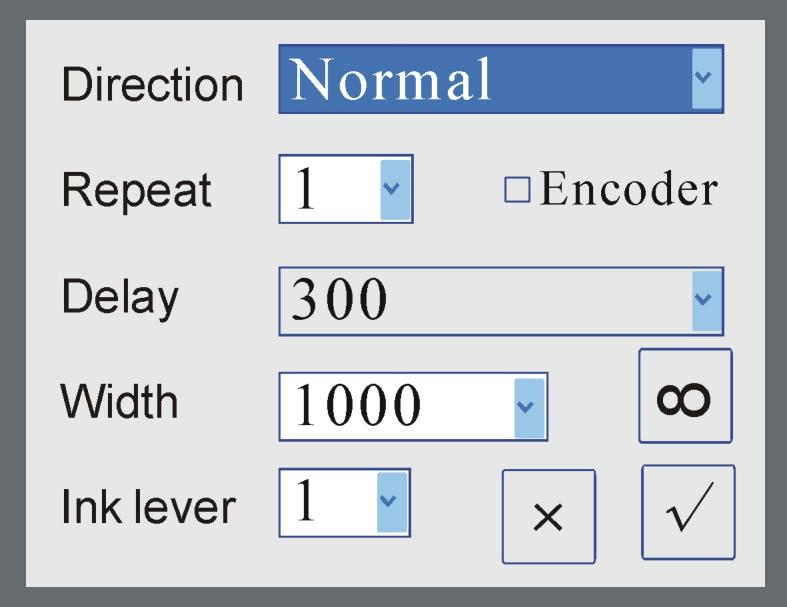 Direction Normal
Repeat 1 Encoder
Delay 300
Width 1000
∞
Ink lever 1 × √